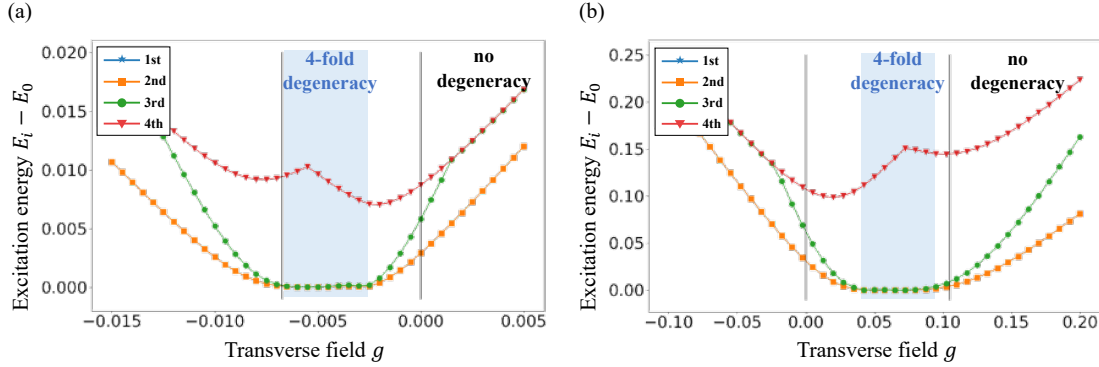 (a)
0.020
0.015
0.010
0.005
0.000
Excitation energy E_i − E_0
1st
2nd
3rd
4th
4-fold
degeneracy
no
degeneracy
−0.015
−0.010
−0.005
0.000
0.005
Transverse field g
(b)
0.25
0.20
0.15
0.10
0.05
0.00
Excitation energy E_i − E_0
1st
2nd
3rd
4th
4-fold
degeneracy
no
degeneracy
−0.10
−0.05
0.00
0.05
0.10
0.15
0.20
Transverse field g